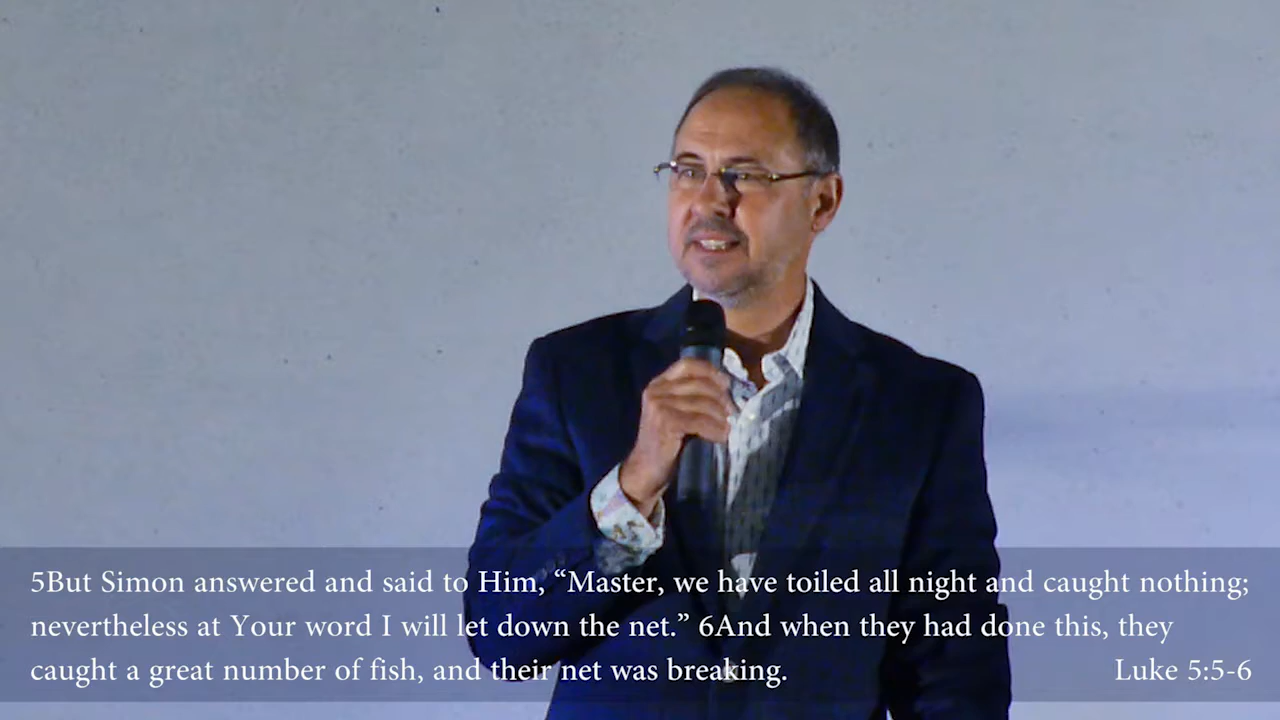 5But Simon answered and said to Him, “Master, we have toiled all night and caught nothing;
nevertheless at Your word I will let down the net.” 6And when they had done this, they
caught a great number of fish, and their net was breaking. Luke 5:5-6